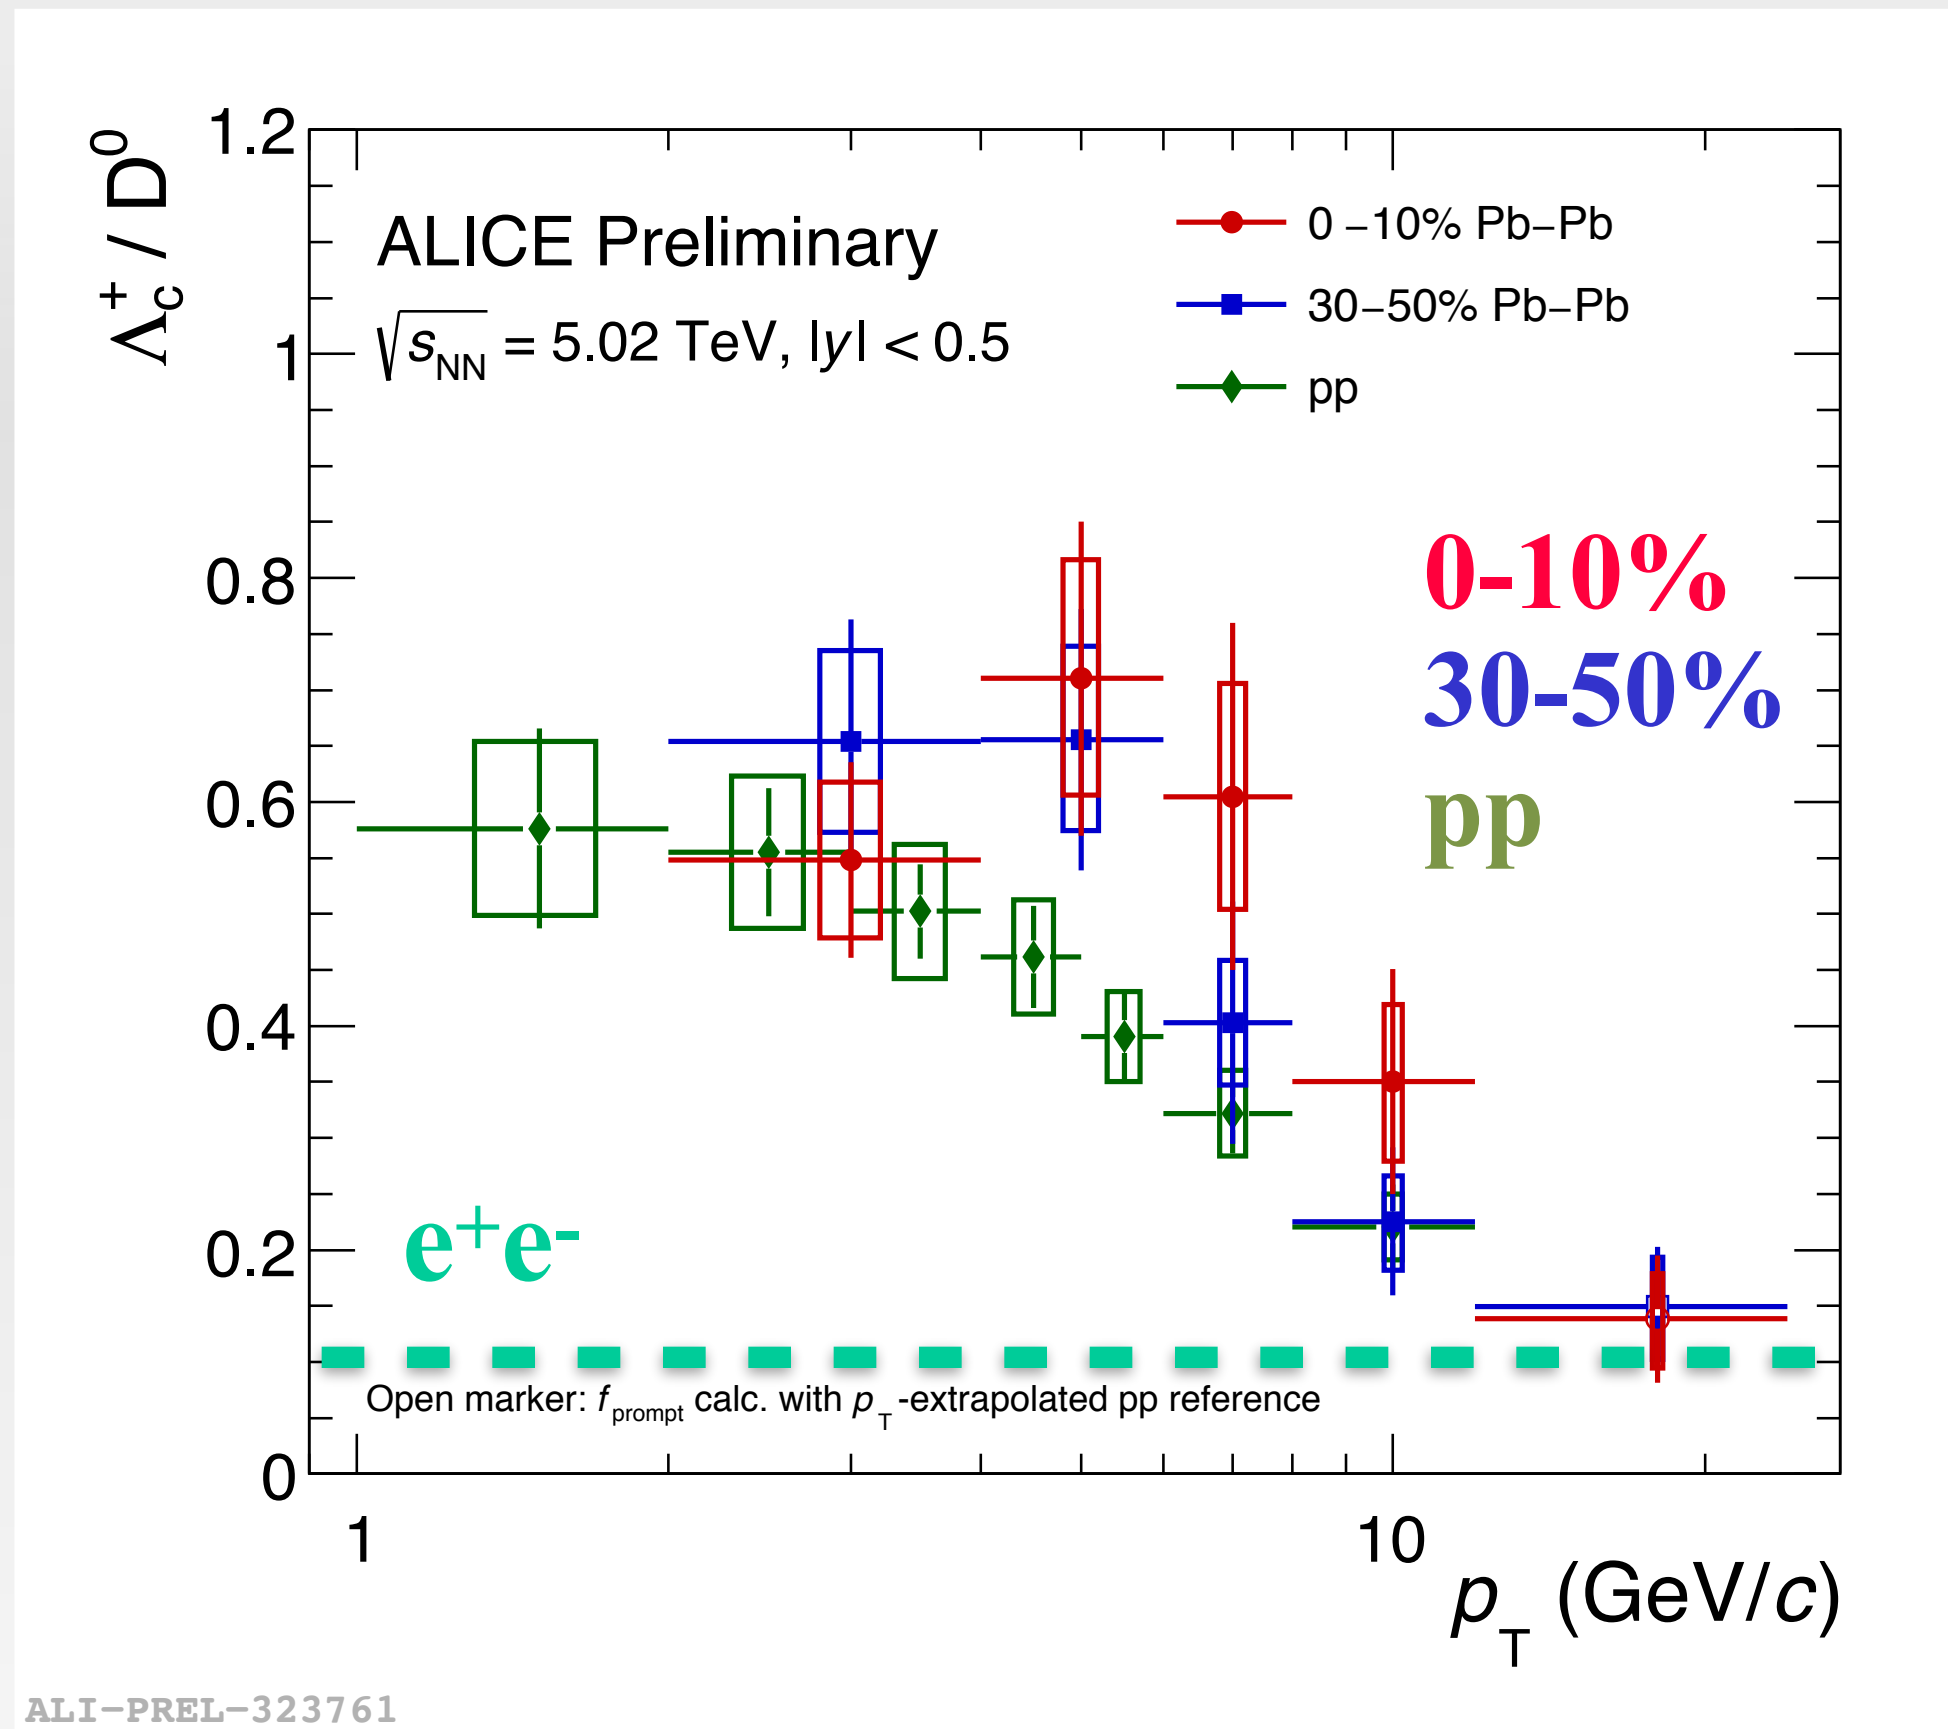 1.2
1
0.8
0.6
0.4
0.2
0
Λc+ / D0
ALICE Preliminary
√sNN = 5.02 TeV, |y| < 0.5
0 –10% Pb–Pb
30–50% Pb–Pb
pp
0-10%
30-50%
pp
e+e-
Open marker: fprompt calc. with pT-extrapolated pp reference
1
10
pT (GeV/c)
ALI-PREL-323761